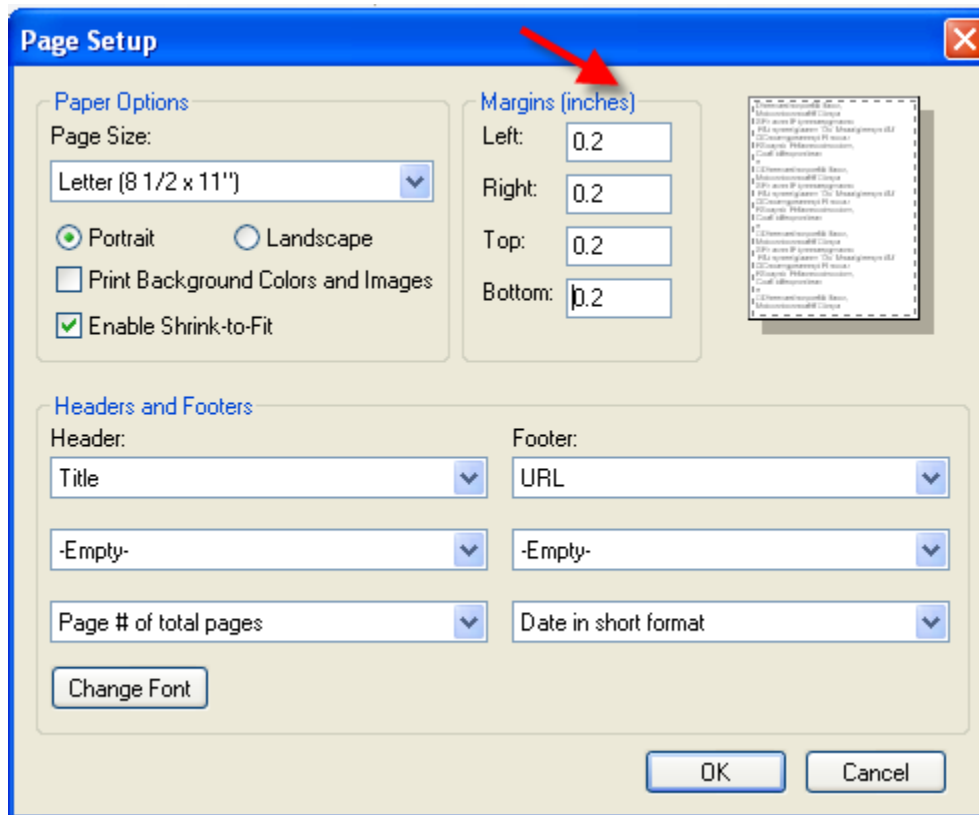 Page Setup
Paper Options
Page Size:
Letter (8 1/2 x 11")
Portrait
Landscape
Print Background Colors and Images
Enable Shrink-to-Fit
Margins (inches)
Left: 0.2
Right: 0.2
Top: 0.2
Bottom: 0.2
Headers and Footers
Header:
Footer:
Title
URL
-Empty-
-Empty-
Page # of total pages
Date in short format
Change Font
OK
Cancel